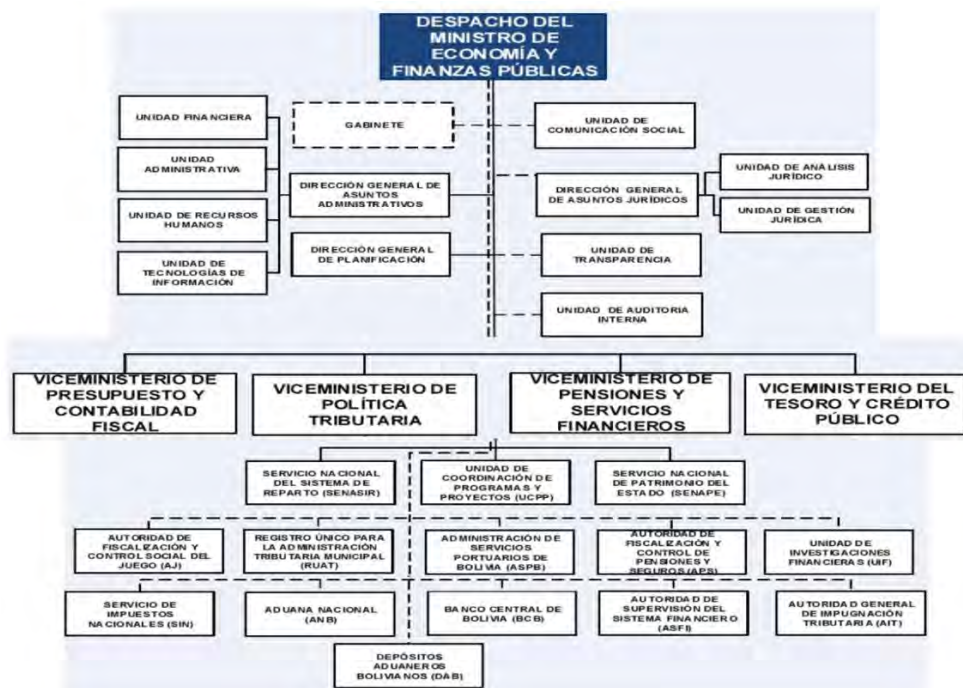 DESPACHO DEL
MINISTRO DE
ECONOMÍA Y
FINANZAS PÚBLICAS
UNIDAD FINANCIERA
GABINETE
UNIDAD DE
COMUNICACIÓN SOCIAL
UNIDAD
ADMINISTRATIVA
DIRECCIÓN GENERAL DE
ASUNTOS
ADMINISTRATIVOS
DIRECCIÓN GENERAL
DE ASUNTOS JURÍDICOS
UNIDAD DE ANÁLISIS
JURÍDICO
UNIDAD DE RECURSOS
HUMANOS
UNIDAD DE GESTIÓN
JURÍDICA
DIRECCIÓN GENERAL
DE PLANIFICACIÓN
UNIDAD DE
TRANSPARENCIA
UNIDAD DE
TECNOLOGÍAS DE
INFORMACIÓN
UNIDAD DE AUDITORIA
INTERNA
VICEMINISTERIO DE
PRESUPUESTO Y
CONTABILIDAD
FISCAL
VICEMINISTERIO DE
POLÍTICA
TRIBUTARIA
VICEMINISTERIO DE
PENSIONES Y
SERVICIOS
FINANCIEROS
VICEMINISTERIO DEL
TESORO Y CRÉDITO
PÚBLICO
SERVICIO NACIONAL
DEL SISTEMA DE
REPARTO (SENASIR)
UNIDAD DE
COORDINACIÓN DE
PROGRAMAS Y
PROYECTOS (UCPP)
SERVICIO NACIONAL
DE PATRIMONIO DEL
ESTADO (SENAPE)
AUTORIDAD DE
FISCALIZACIÓN Y
CONTROL SOCIAL DEL
JUEGO (AJ)
REGISTRO ÚNICO PARA
LA ADMINISTRACIÓN
TRIBUTARIA MUNICIPAL
(RUAT)
ADMINISTRACIÓN DE
SERVICIOS
PORTUARIOS DE
BOLIVIA (ASPB)
AUTORIDAD DE
FISCALIZACIÓN Y
CONTROL DE
PENSIONES Y
SEGUROS (APS)
UNIDAD DE
INVESTIGACIONES
FINANCIERAS (UIF)
SERVICIO DE
IMPUESTOS
NACIONALES (SIN)
ADUANA NACIONAL
(ANB)
BANCO CENTRAL DE
BOLIVIA (BCB)
AUTORIDAD DE
SUPERVISIÓN DEL
SISTEMA FINANCIERO
(ASFI)
AUTORIDAD GENERAL
DE IMPUGNACIÓN
TRIBUTARIA (AIT)
DEPÓSITOS
ADUANEROS
BOLIVIANOS (DAB)